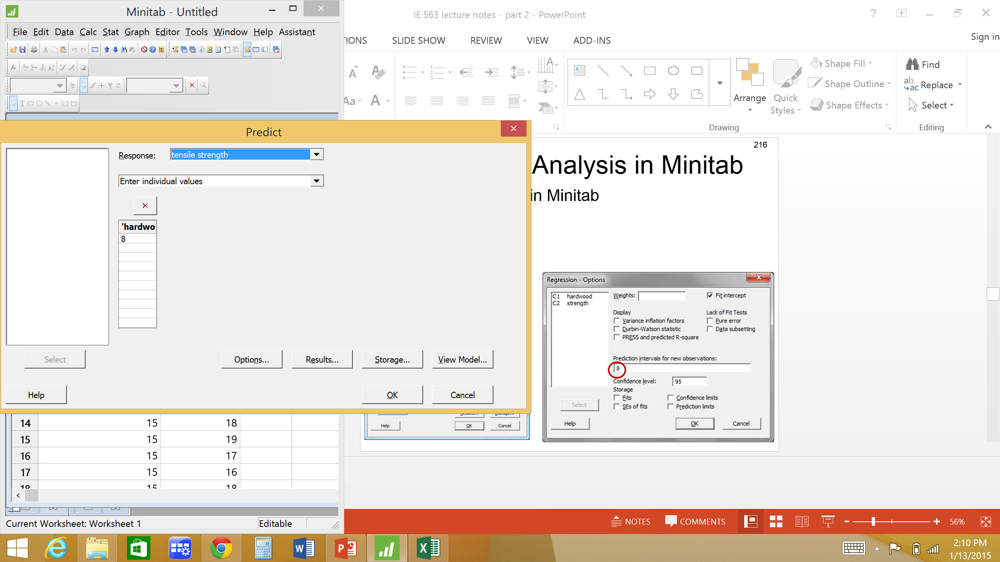 Minitab - Untitled
File Edit Data Calc Stat Graph Editor Tools Window Help Assistant
Predict
Response: tensile strength
Enter individual values
'hardwo
8
Select
Options... Results... Storage... View Model...
Help
OK Cancel
14 15 18
15 15 19
16 15 17
17 15 16
18 15 18
Current Worksheet: Worksheet 1
Editable
IE 563 lecture notes - part 2 - PowerPoint
TIONS SLIDE SHOW REVIEW VIEW ADD-INS
Sign in
Arrange
Quick
Styles
Shape Fill
Shape Outline
Shape Effects
Find
Replace
Select
Drawing
Editing
216
Analysis in Minitab
in Minitab
Regression - Options
C1 hardwood
C2 strength
Weights:
Fit intercept
Display
Variance inflation factors
Durbin-Watson statistic
PRESS and predicted R-square
Lack of Fit Tests
Pure error
Data subsetting
Prediction intervals for new observations:
8
Confidence level: 95
Storage
Fits Confidence limits
SEs of fits Prediction limits
Select
Help
OK Cancel
Results... Storage...
Help OK Cancel
NOTES COMMENTS
56%
2:10 PM
1/13/2015